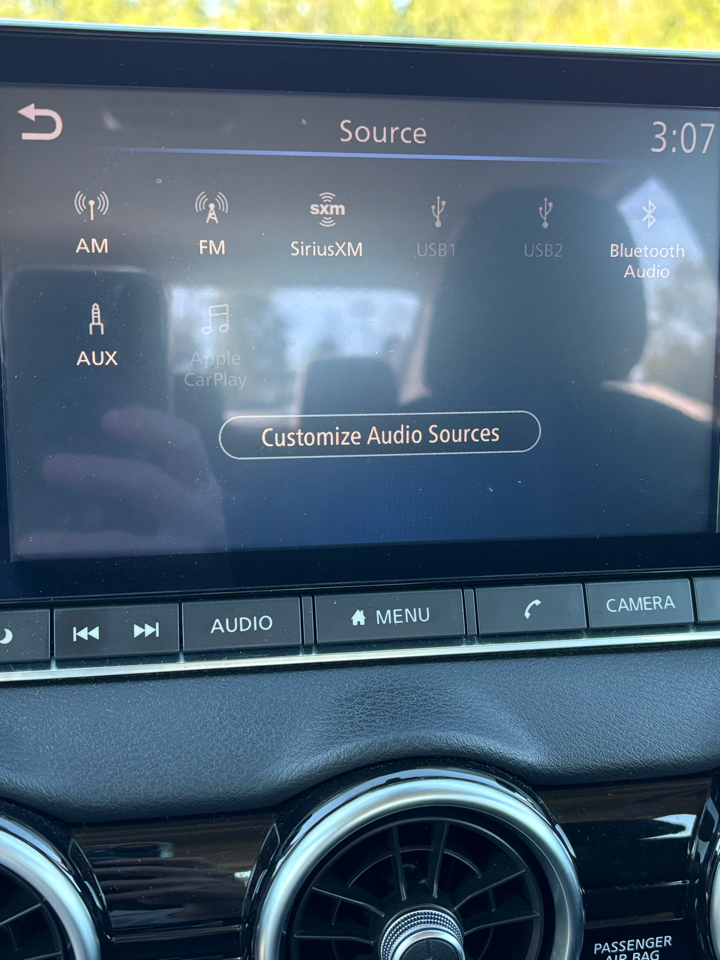 Source 3:07
AM FM SiriusXM USB1 USB2 Bluetooth
Audio
sxm
AUX Apple
CarPlay
Customize Audio Sources
AUDIO MENU CAMERA
PASSENGER
AIR BAG